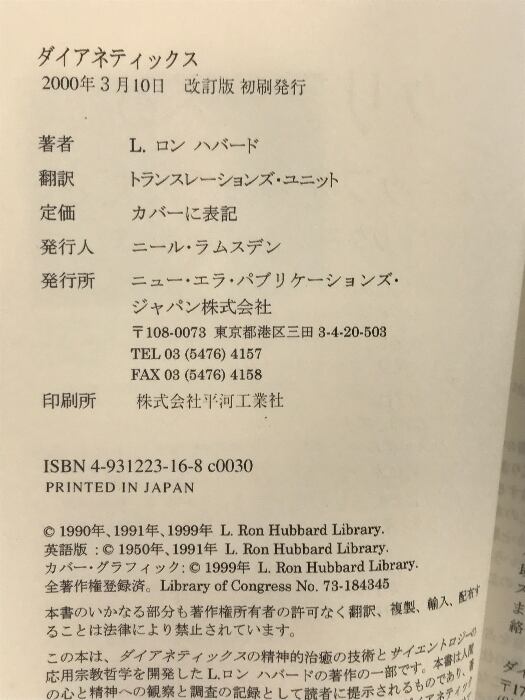 ダイアネティックス
2000年3月10日 改訂版 初刷発行
著者 L. ロン ハバード
翻訳 トランスレーションズ・ユニット
定価 カバーに表記
発行人 ニール・ラムスデン
発行所 ニュー・エラ・パブリケーションズ・
ジャパン株式会社
〒108-0073 東京都港区三田 3-4-20-503
TEL 03 (5476) 4157
FAX 03 (5476) 4158
印刷所 株式会社平河工業社
ISBN 4-931223-16-8 c0030
PRINTED IN JAPAN
© 1990年、1991年、1999年 L. Ron Hubbard Library.
英語版：© 1950年、1991年 L. Ron Hubbard Library.
カバー・グラフィック：© 1999年 L. Ron Hubbard Library.
全著作権登録済。Library of Congress No. 73-184345
本書のいかなる部分も著作権所有者の許可なく翻訳、複製、輸入、配布す
ることは法律により禁止されています。
この本は、ダイアネティックスの精神的治癒の技術とサイエントロジーの
応用宗教哲学を開発したL.ロン ハバードの著作の一部です。本書は人間
の心と精神への観察と調査の記録として読者に提示されるものであり、著